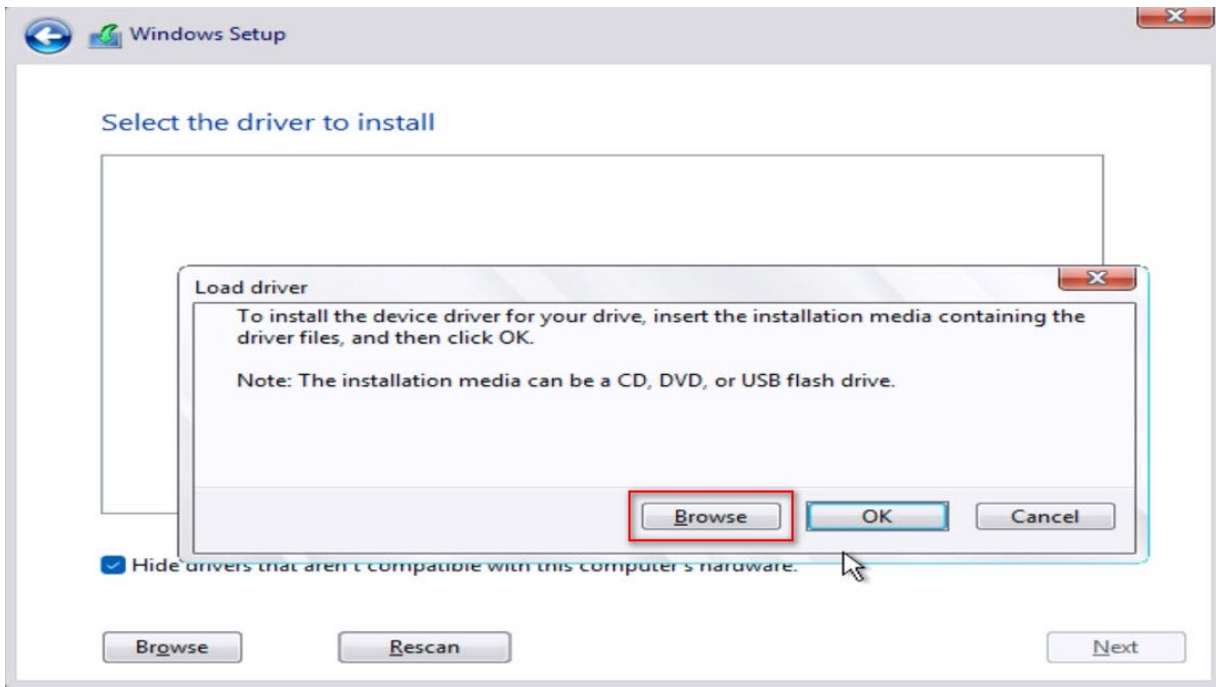 Windows Setup
Select the driver to install
Load driver
To install the device driver for your drive, insert the installation media containing the
driver files, and then click OK.
Note: The installation media can be a CD, DVD, or USB flash drive.
Browse
OK
Cancel
Hide drivers that aren't compatible with this computer's hardware.
Browse
Rescan
Next